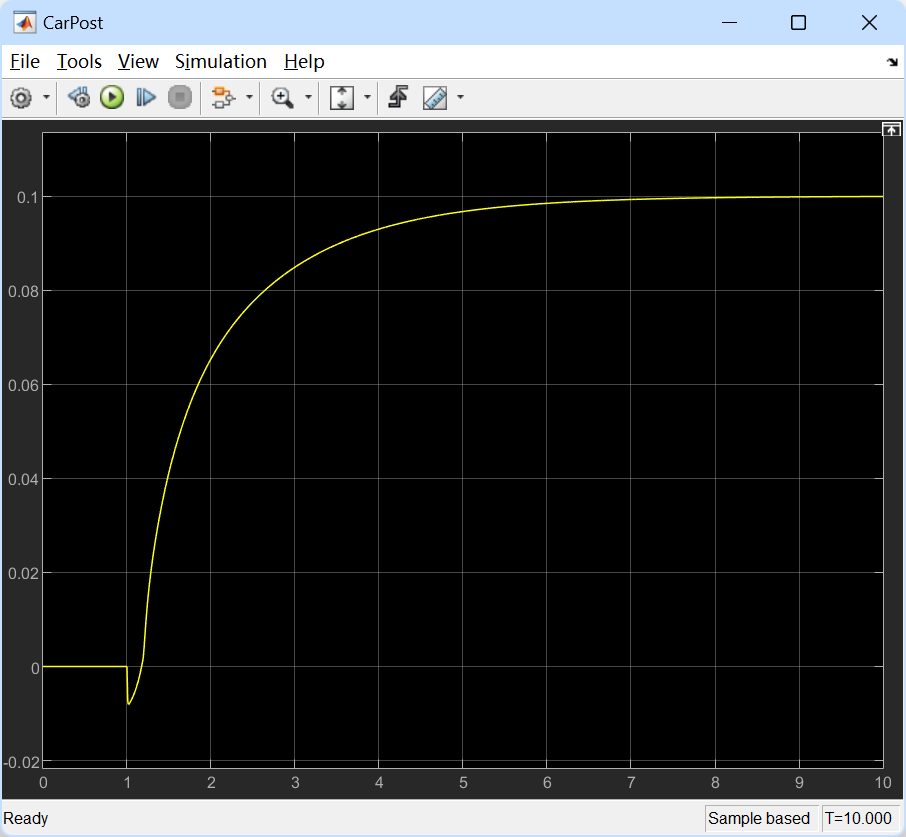 CarPost
File Tools View Simulation Help
0.1
0.08
0.06
0.04
0.02
0
-0.02
0 1 2 3 4 5 6 7 8 9 10
Ready
Sample based
T=10.000